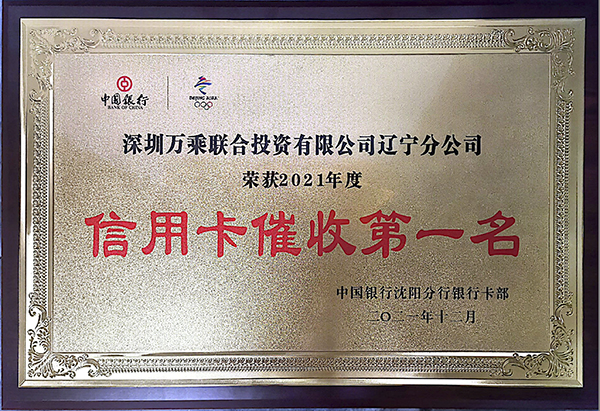 中国银行
BANK OF CHINA
BEIJING 2022
深圳万乘联合投资有限公司辽宁分公司
荣获2021年度
信用卡催收第一名
中国银行沈阳分行银行卡部
二〇二一年十二月